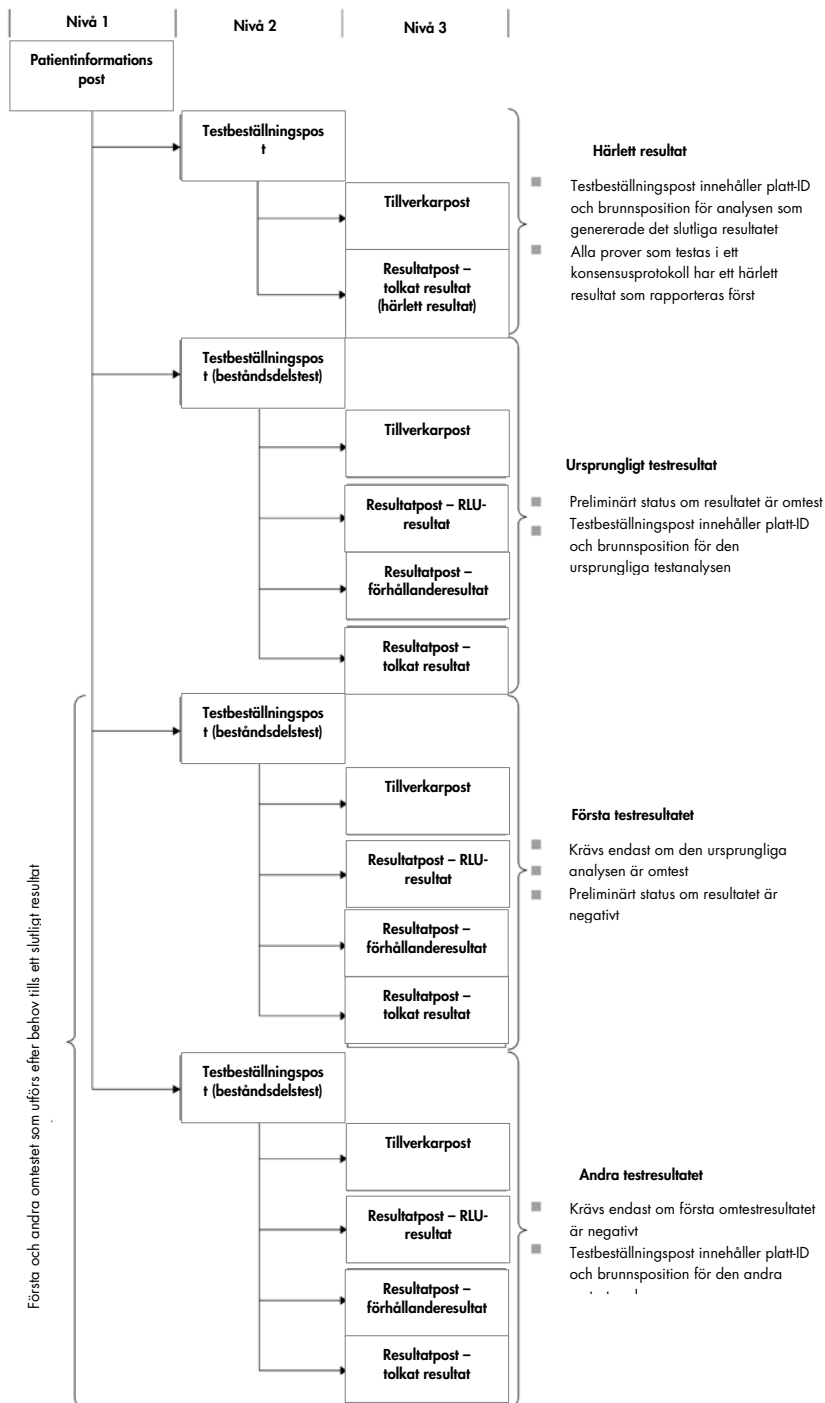 Nivå 1
Nivå 2
Nivå 3
Patientinformations
post
Testbeställningspos
t
Tillverkarpost
Resultatpost –
tolkat resultat
(härlett resultat)
Härlett resultat
Testbeställningspost innehåller platt-ID
och brunnsposition för analysen som
genererade det slutliga resultatet
Alla prover som testas i ett
konsensusprotokoll har ett härlett
resultat som rapporteras först
Testbeställningspos
t (beståndsdelstest)
Tillverkarpost
Resultatpost – RLU-
resultat
Resultatpost –
förhållanderesultat
Resultatpost –
tolkat resultat
Ursprungligt testresultat
Preliminärt status om resultatet är omtest
Testbeställningspost innehåller platt-ID
och brunnsposition för den
ursprungliga testanalysen
Första och andra omtestet som utförs efter behov tills ett slutligt resultat
Testbeställningspos
t (beståndsdelstest)
Tillverkarpost
Resultatpost – RLU-
resultat
Resultatpost –
förhållanderesultat
Resultatpost –
tolkat resultat
Första testresultatet
Krävs endast om den ursprungliga
analysen är omtest
Preliminärt status om resultatet är
negativt
Testbeställningspos
t (beståndsdelstest)
Tillverkarpost
Resultatpost – RLU-
resultat
Resultatpost –
förhållanderesultat
Resultatpost –
tolkat resultat
Andra testresultatet
Krävs endast om första omtestresultatet
är negativt
Testbeställningspost innehåller platt-ID
och brunnsposition för den andra